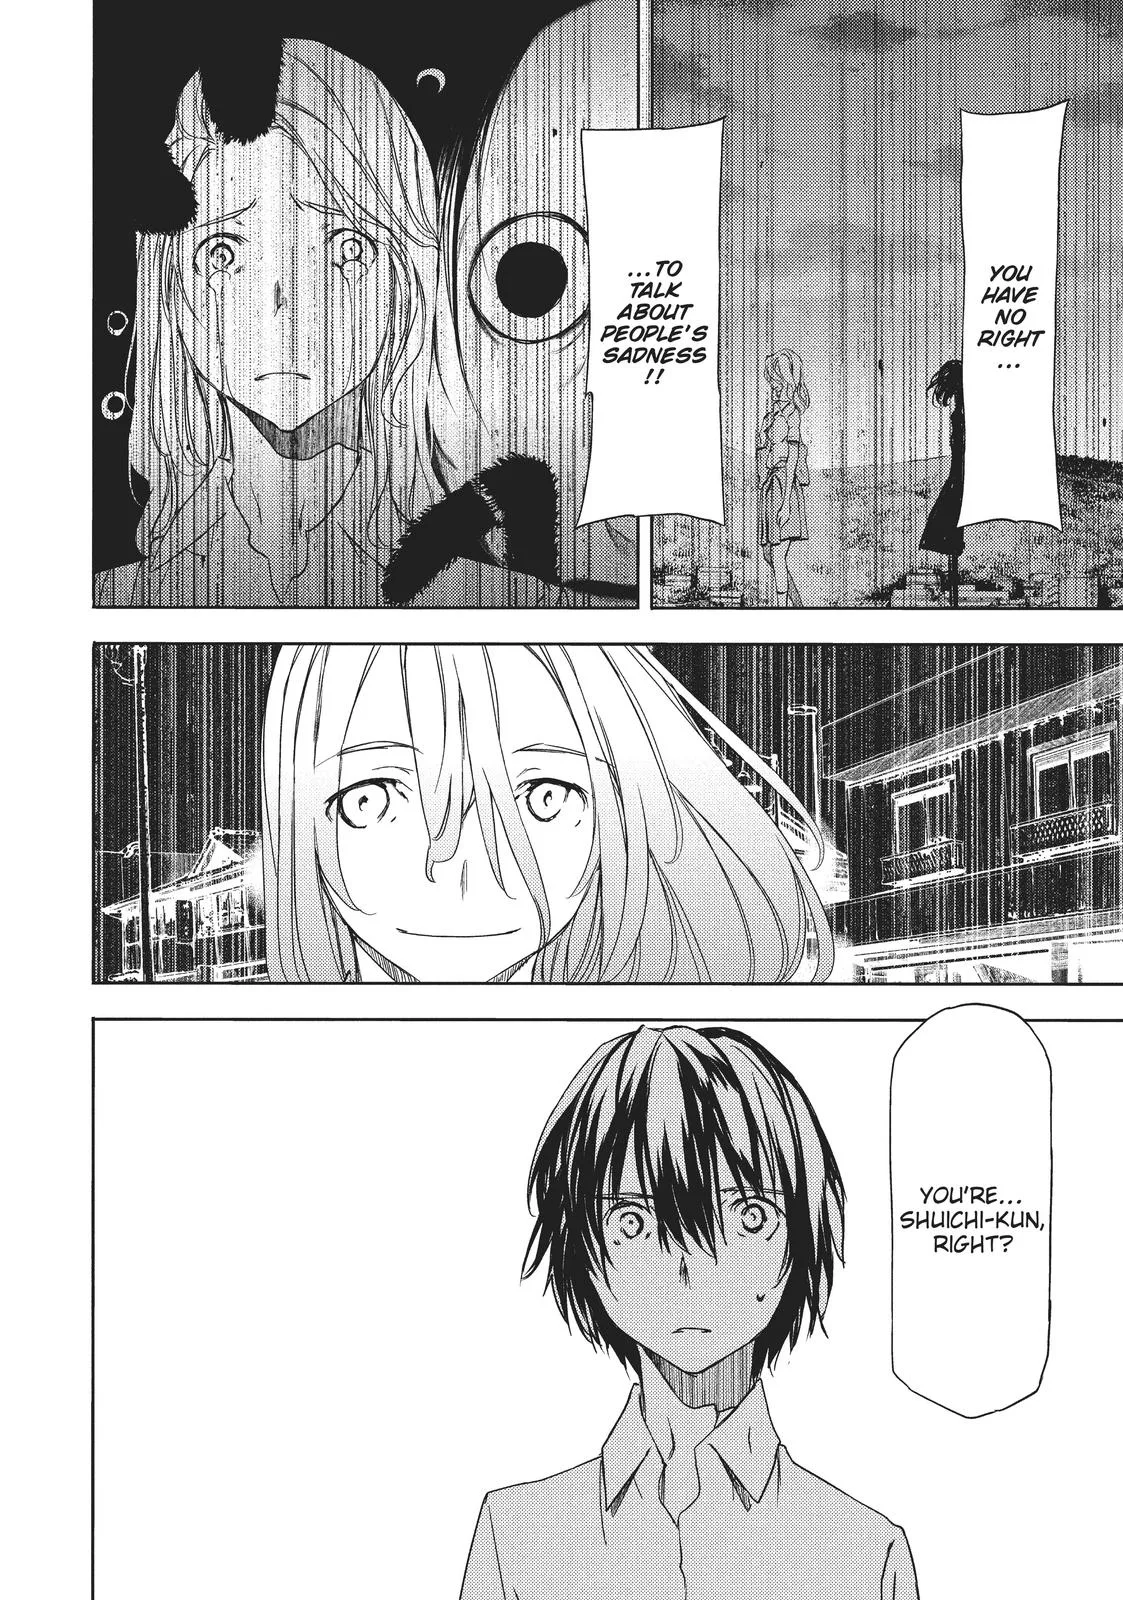 YOU
HAVE
NO
RIGHT
...
...TO
TALK
ABOUT
PEOPLE'S
SADNESS
!!
YOU'RE...
SHUICHI-KUN,
RIGHT?